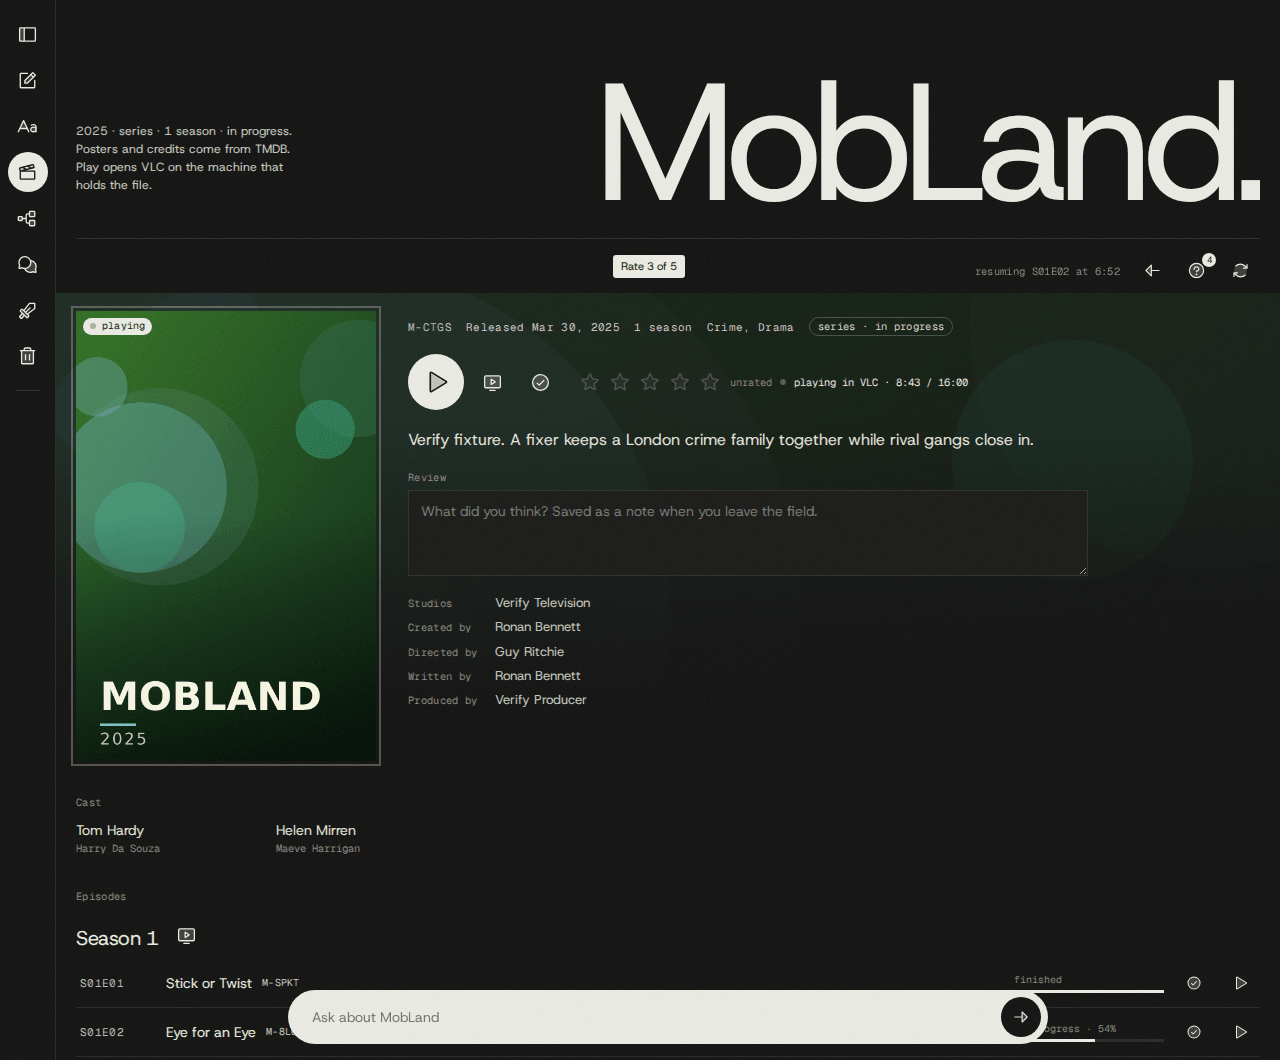 MobLand.
2025 · series · 1 season · in progress.
Posters and credits come from TMDB.
Play opens VLC on the machine that
holds the file.
Aa
Rate 3 of 5
resuming S01E02 at 6:52
4
playing
MOBLAND
2025
M-CTGS Released Mar 30, 2025 1 season Crime, Drama series · in progress
unrated playing in VLC · 8:43 / 16:00
Verify fixture. A fixer keeps a London crime family together while rival gangs close in.
Review
What did you think? Saved as a note when you leave the field.
Studios Verify Television
Created by Ronan Bennett
Directed by Guy Ritchie
Written by Ronan Bennett
Produced by Verify Producer
Cast
Tom Hardy Helen Mirren
Harry Da Souza Maeve Harrigan
Episodes
Season 1
S01E01 Stick or Twist M-SPKT finished
Ask about MobLand
S01E02 Eye for an Eye · 54%